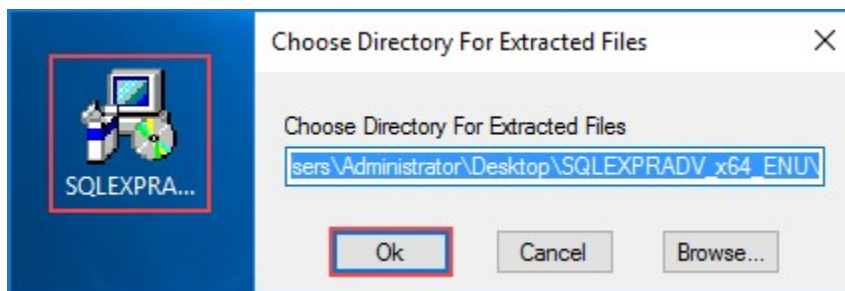 SQLEXPRA...
Choose Directory For Extracted Files
Choose Directory For Extracted Files
sers\Administrator\Desktop\SQLEXPRADV_x64_ENU\
Ok Cancel Browse...